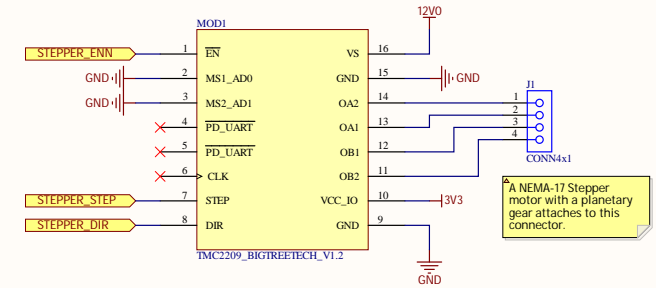 12V0
MOD1
STEPPER_ENN 1 EN VS 16
GND 2 MS1_AD0 GND 15 GND
GND 3 MS2_AD1 OA2 14
4 PD_UART OA1 13
5 PD_UART OB1 12
6 CLK OB2 11
STEPPER_STEP 7 STEP VCC_IO 10 3V3
STEPPER_DIR 8 DIR GND 9
TMC2209_BIGTREETECH_V1.2
GND
J1
1
2
3
4
CONN4x1
A NEMA-17 Stepper
motor with a planetary
gear attaches to this
connector.